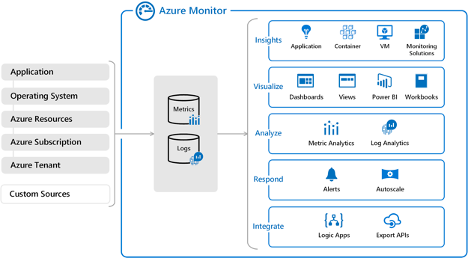 Azure Monitor
Application
Operating System
Azure Resources
Azure Subscription
Azure Tenant
Custom Sources
Metrics
Logs
Insights
Application
Container
VM
Monitoring
Solutions
Visualize
Dashboards
Views
Power BI
Workbooks
Analyze
Metric Analytics
Log Analytics
Respond
Alerts
Autoscale
Integrate
Logic Apps
Export APIs